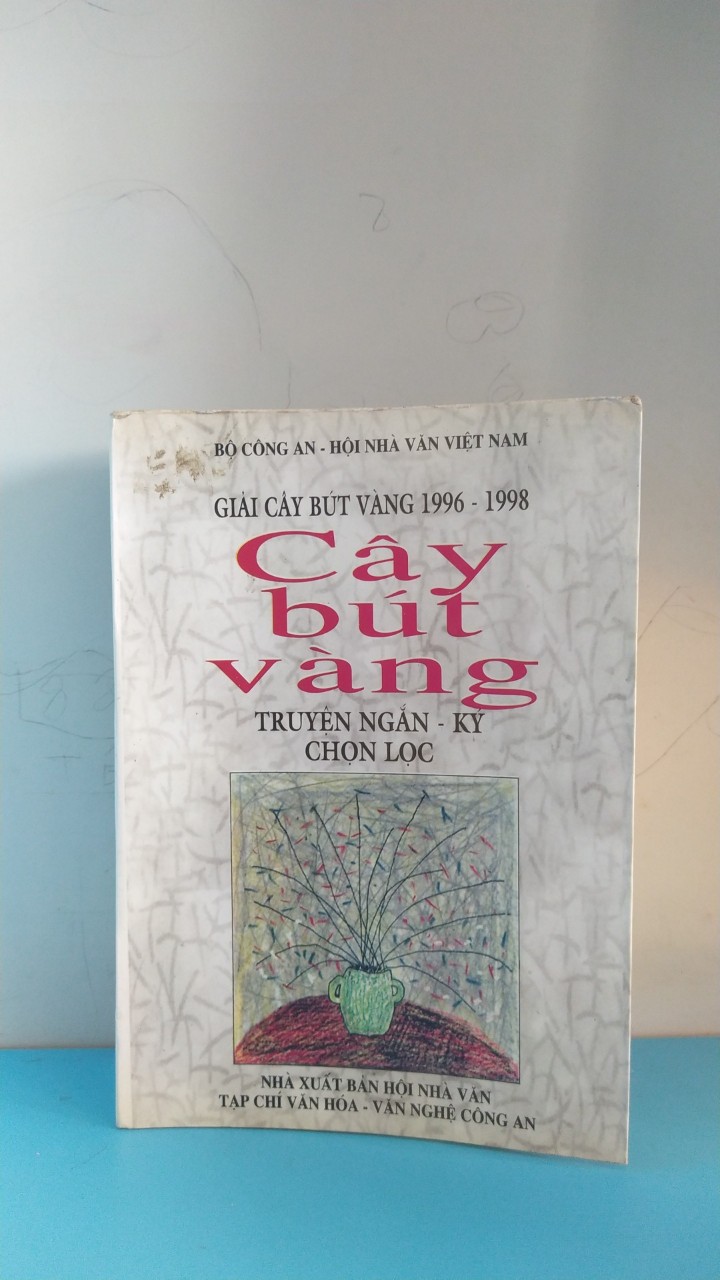 BỘ CÔNG AN - HỘI NHÀ VĂN VIỆT NAM
GIẢI CÂY BÚT VÀNG 1996 - 1998
Cây
bút
vàng
TRUYỆN NGẮN - KÝ
CHỌN LỌC
NHÀ XUẤT BẢN HỘI NHÀ VĂN
TẠP CHÍ VĂN HÓA - VĂN NGHỆ CÔNG AN